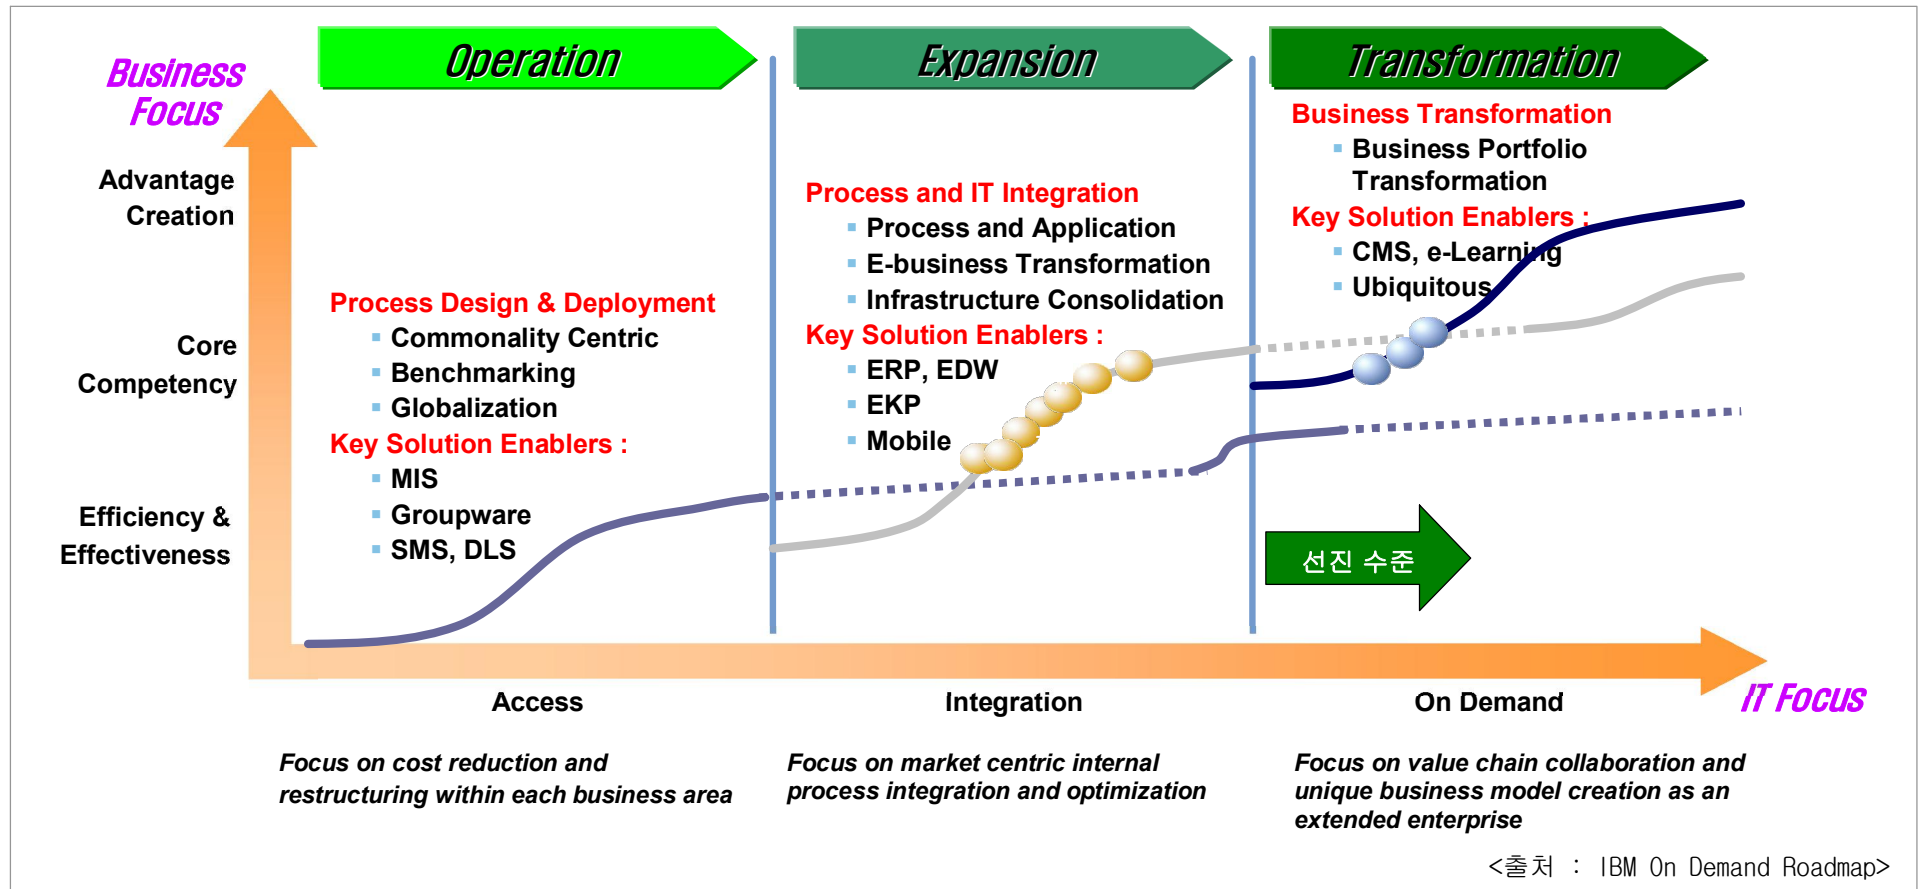 Operation
Expansion
Transformation
Business
Focus
Advantage
Creation
Core
Competency
Efficiency &
Effectiveness
Process Design & Deployment
Commonality Centric
Benchmarking
Globalization
Key Solution Enablers :
MIS
Groupware
SMS, DLS
Process and IT Integration
Process and Application
E-business Transformation
Infrastructure Consolidation
Key Solution Enablers :
ERP, EDW
EKP
Mobile
Business Transformation
Business Portfolio
Transformation
Key Solution Enablers :
CMS, e-Learning
Ubiquitous
선진 수준
Access
Integration
On Demand
IT Focus
Focus on cost reduction and
restructuring within each business area
Focus on market centric internal
process integration and optimization
Focus on value chain collaboration and
unique business model creation as an
extended enterprise
<출처 : IBM On Demand Roadmap>